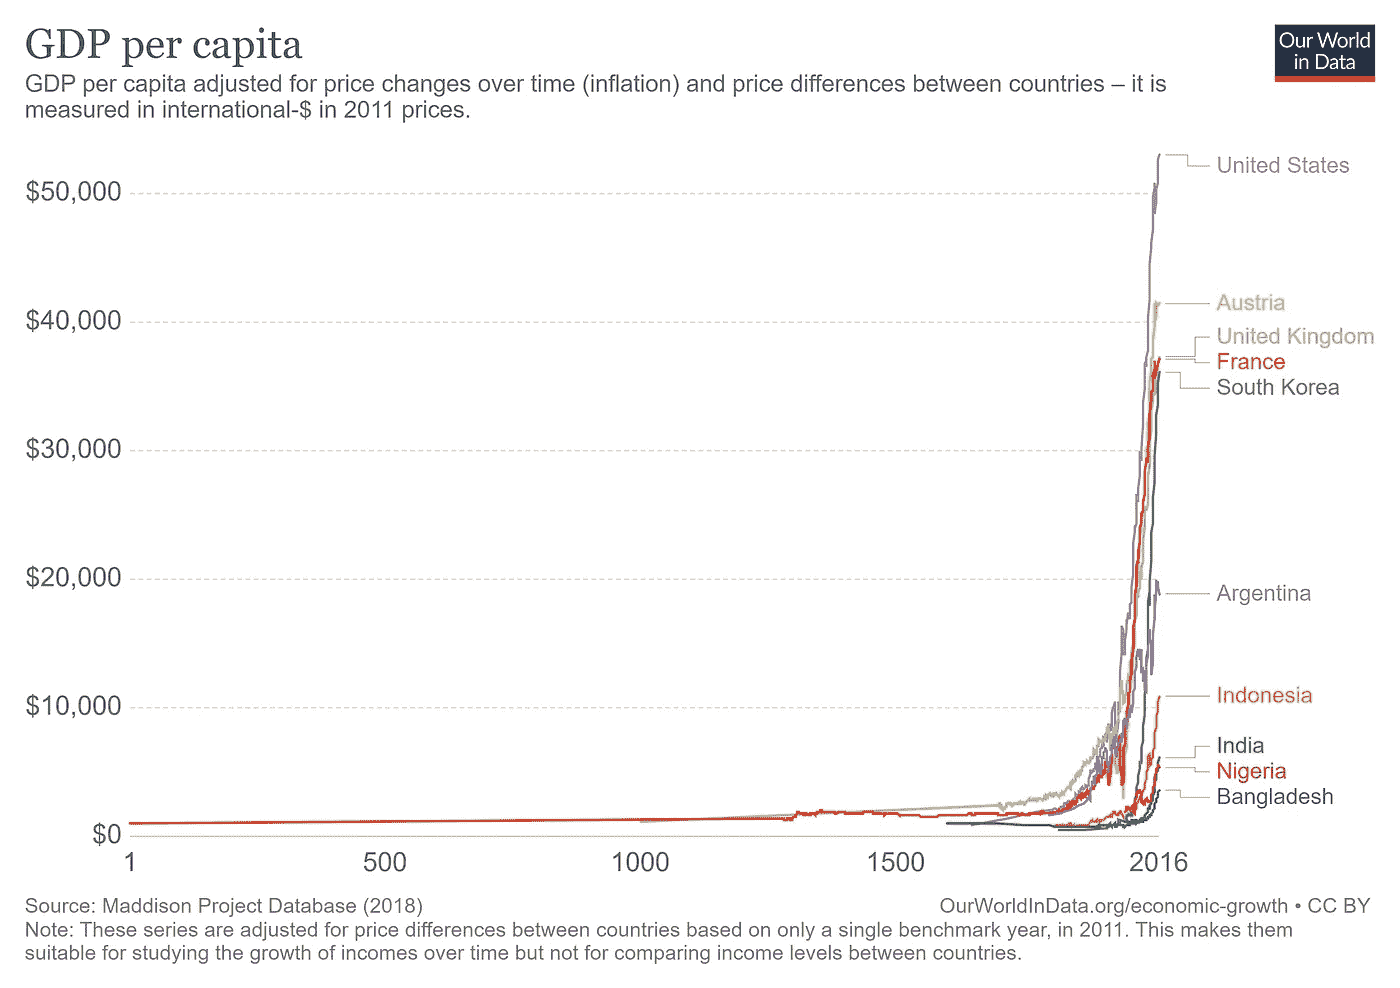 GDP per capita
Our World
in Data
GDP per capita adjusted for price changes over time (inflation) and price differences between countries – it is
measured in international-$ in 2011 prices.
United States
$50,000
Austria
$40,000
United Kingdom
France
South Korea
$30,000
$20,000
Argentina
$10,000
Indonesia
India
Nigeria
Bangladesh
$0
1 500 1000 1500 2016
Source: Maddison Project Database (2018) OurWorldInData.org/economic-growth • CC BY
Note: These series are adjusted for price differences between countries based on only a single benchmark year, in 2011. This makes them
suitable for studying the growth of incomes over time but not for comparing income levels between countries.